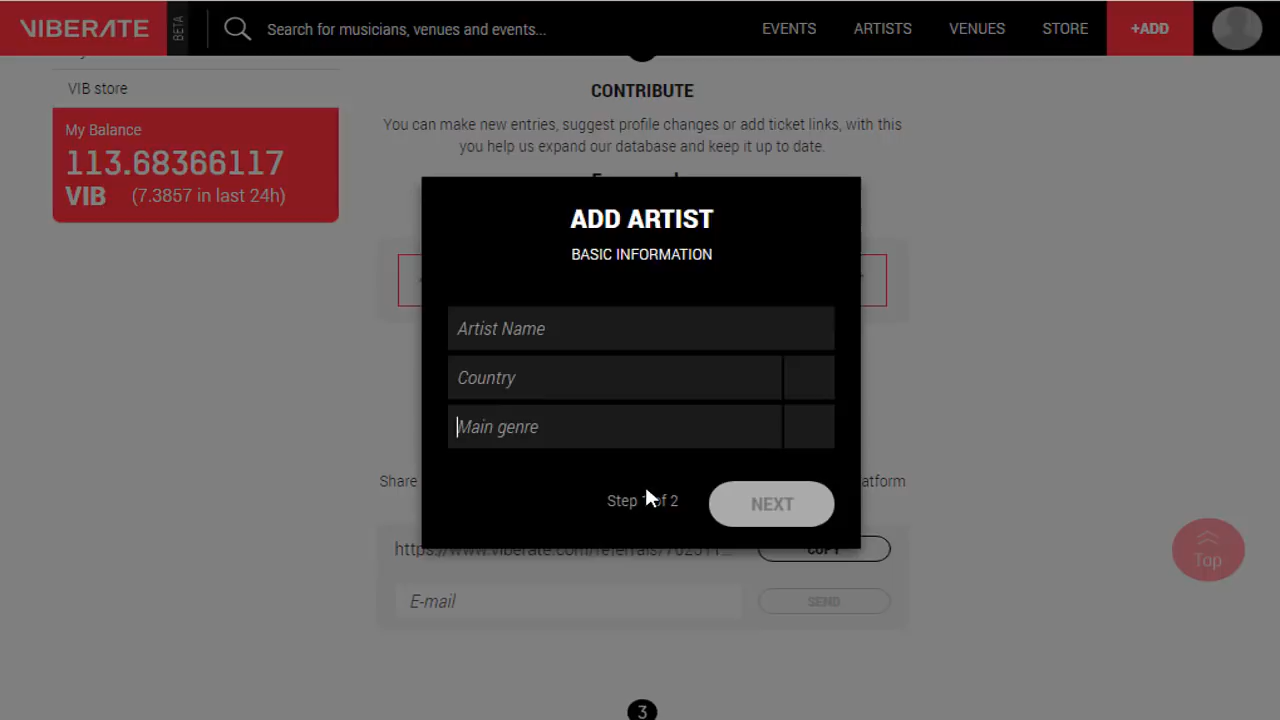 VIBERATE
BETA
Search for musicians, venues and events...
EVENTS
ARTISTS
VENUES
STORE
+ADD
VIB store
My Balance
113.68366117
VIB (7.3857 in last 24h)
CONTRIBUTE
You can make new entries, suggest profile changes or add ticket links, with this
you help us expand our database and keep it up to date.
ADD ARTIST
BASIC INFORMATION
Artist Name
Country
Main genre
Step of 2
NEXT
Share
COPY
E-mail
SEND
Top
3